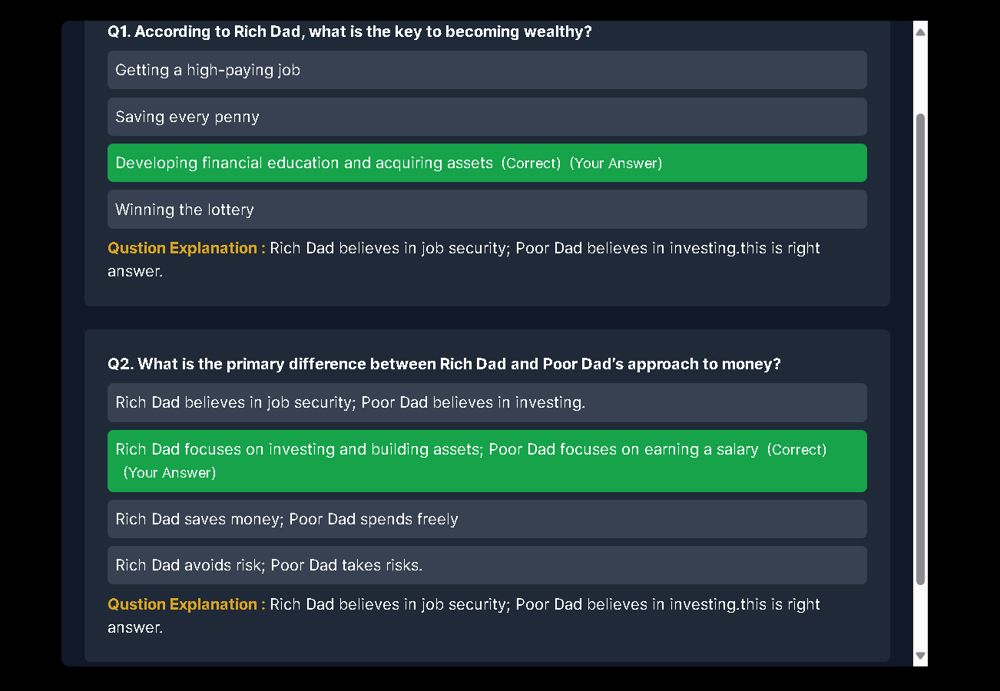 Q1. According to Rich Dad, what is the key to becoming wealthy?
Getting a high-paying job
Saving every penny
Developing financial education and acquiring assets (Correct) (Your Answer)
Winning the lottery
Qustion Explanation : Rich Dad believes in job security; Poor Dad believes in investing.this is right
answer.
Q2. What is the primary difference between Rich Dad and Poor Dad’s approach to money?
Rich Dad believes in job security; Poor Dad believes in investing.
Rich Dad focuses on investing and building assets; Poor Dad focuses on earning a salary (Correct)
(Your Answer)
Rich Dad saves money; Poor Dad spends freely
Rich Dad avoids risk; Poor Dad takes risks.
Qustion Explanation : Rich Dad believes in job security; Poor Dad believes in investing.this is right
answer.